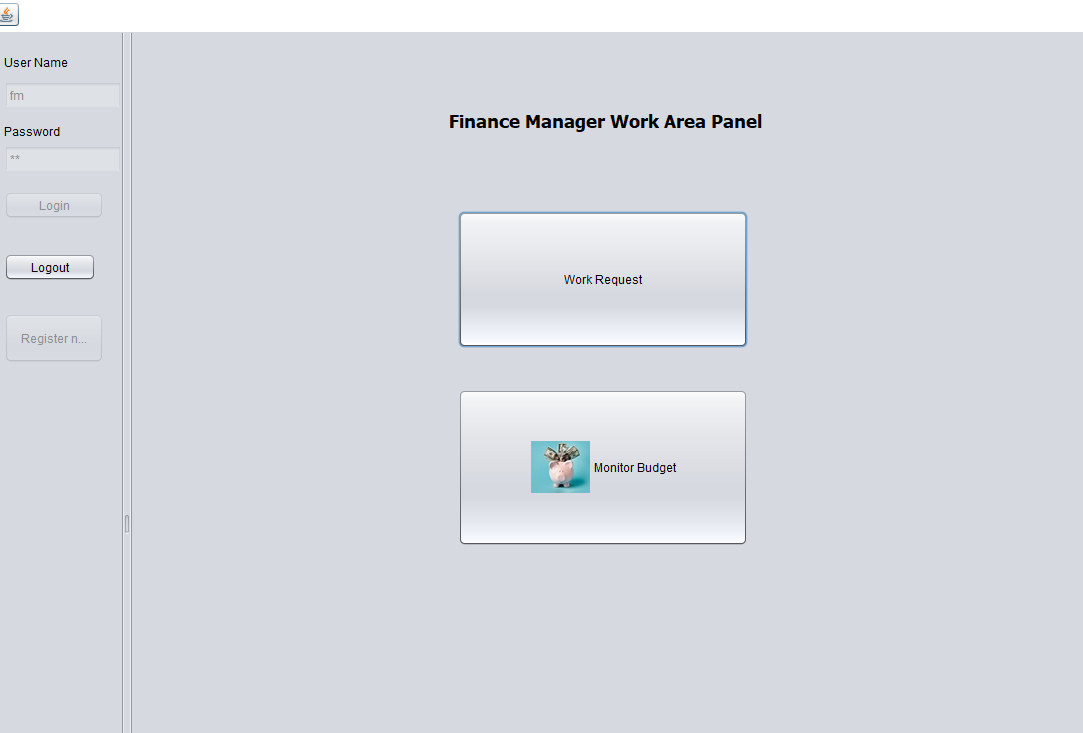 User Name
fm
Password
**
Login
Logout
Register n...
Finance Manager Work Area Panel
Work Request
Monitor Budget